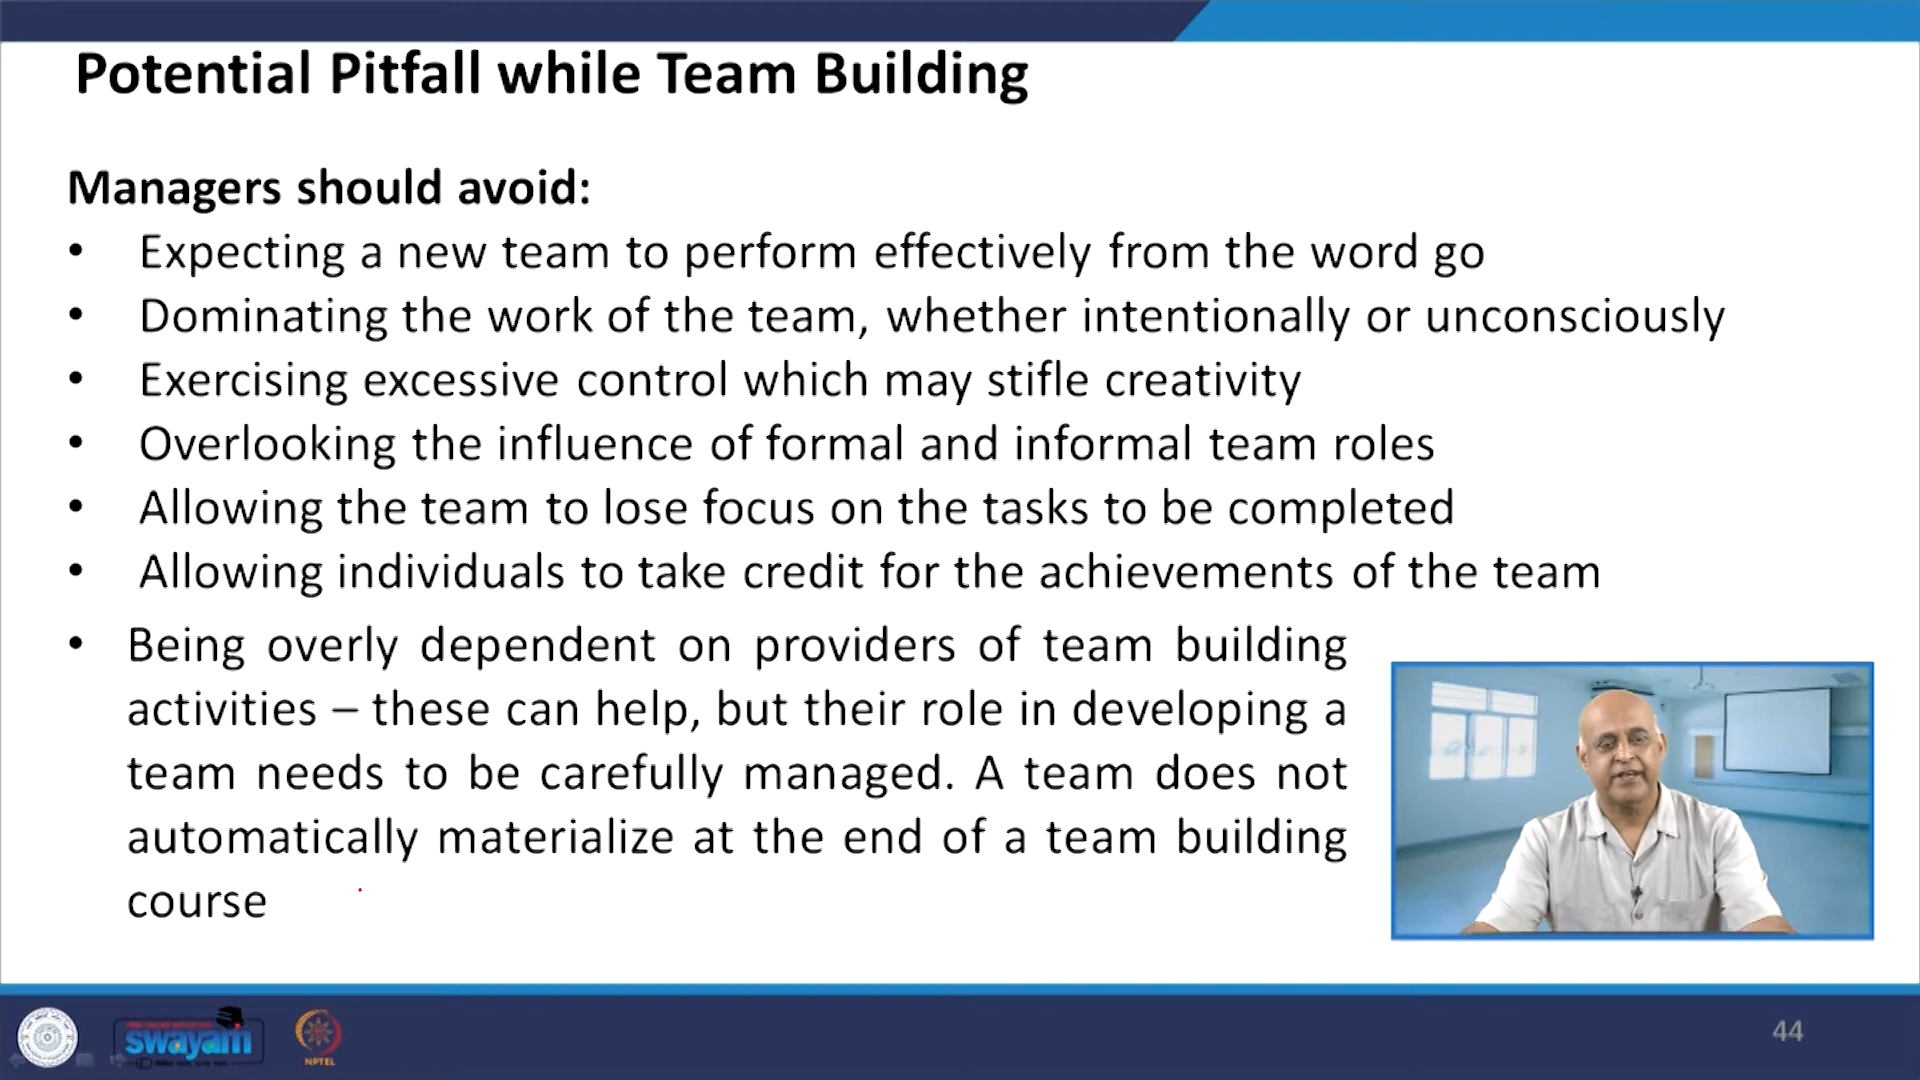 Potential Pitfall while Team Building
Managers should avoid:
• Expecting a new team to perform effectively from the word go
• Dominating the work of the team, whether intentionally or unconsciously
• Exercising excessive control which may stifle creativity
• Overlooking the influence of formal and informal team roles
• Allowing the team to lose focus on the tasks to be completed
• Allowing individuals to take credit for the achievements of the team
• Being overly dependent on providers of team building
activities – these can help, but their role in developing a
team needs to be carefully managed. A team does not
automatically materialize at the end of a team building
course
swayam
NPTEL
44